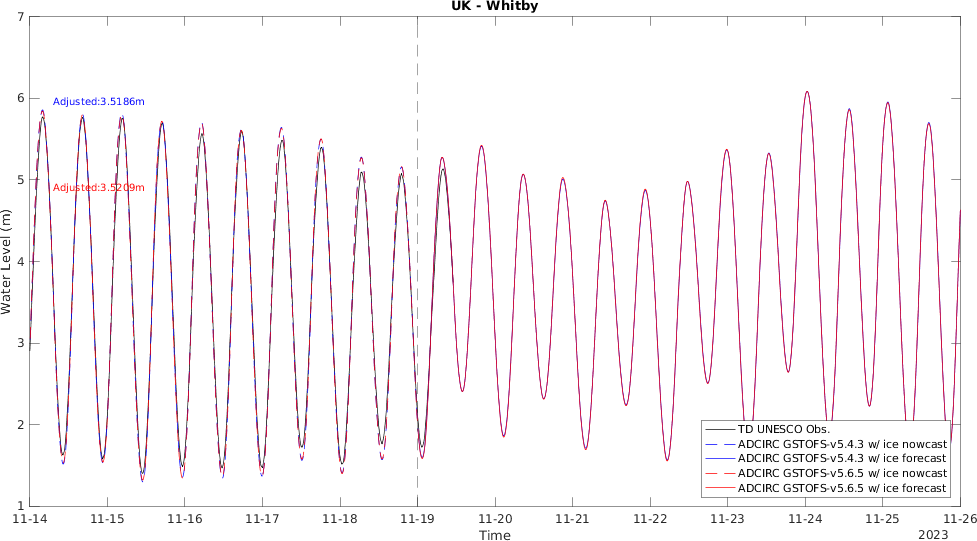 UK - Whitby
7
6
5
4
3
2
1
Water Level (m)
Adjusted:3.5186m
Adjusted:3.5209m
TD UNESCO Obs.
ADCIRC GSTOFS-v5.4.3 w/ ice nowcast
ADCIRC GSTOFS-v5.4.3 w/ ice forecast
ADCIRC GSTOFS-v5.6.5 w/ ice nowcast
ADCIRC GSTOFS-v5.6.5 w/ ice forecast
11-14 11-15 11-16 11-17 11-18 11-19 11-20 11-21 11-22 11-23 11-24 11-25 11-26
Time
2023